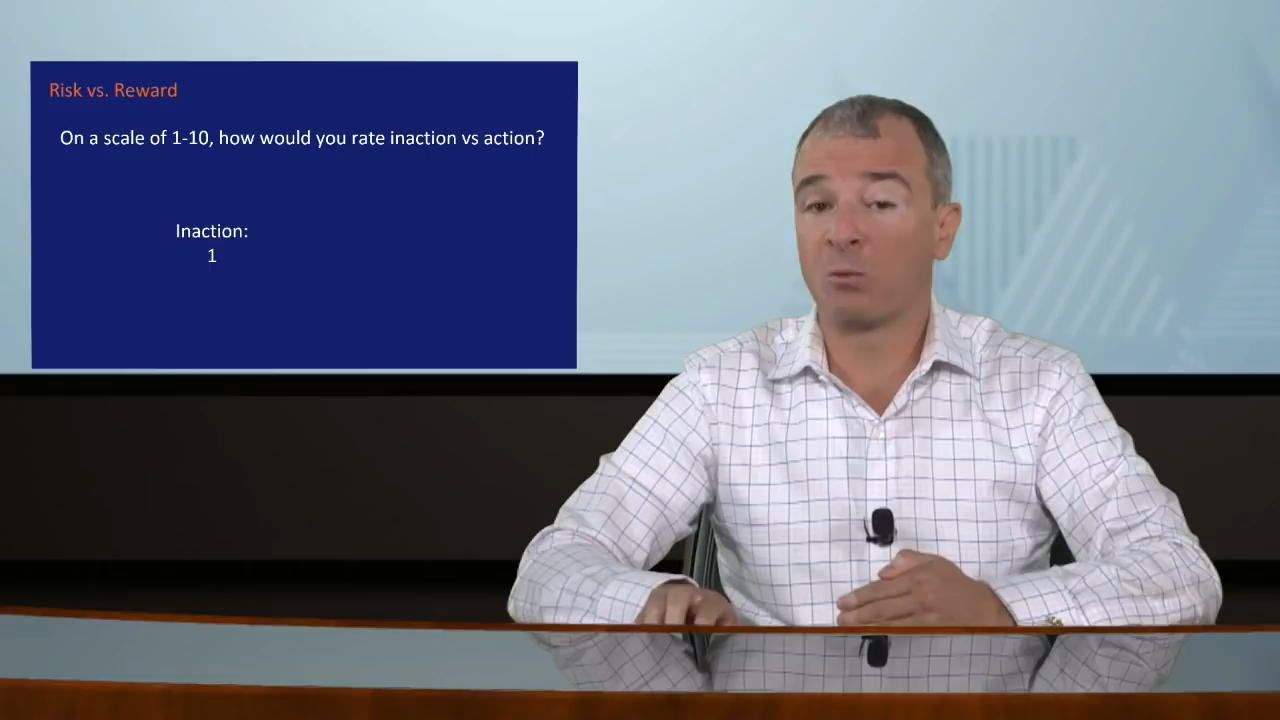 Risk vs. Reward
On a scale of 1-10, how would you rate inaction vs action?
Inaction:
1